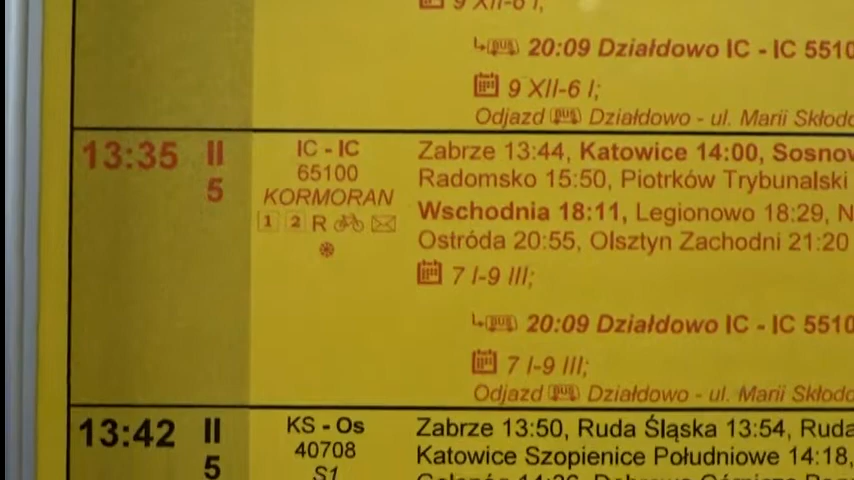 9 XII-6 I;
20:09 Działdowo IC - IC 5510
9 XII-6 I;
Odjazd BUS Działdowo - ul. Marii
13:35 II
5
IC - IC
65100
KORMORAN
1 2 R
Zabrze 13:44, Katowice 14:00,
Radomsko 15:50, Piotrków Trybunalski
Wschodnia 18:11, Legionowo 18:29,
Ostróda 20:55, Olsztyn Zachodni 21:20
7 I-9 III;
BUS 20:09 Działdowo IC - IC 5510
7 I-9 III;
Odjazd BUS Działdowo - ul. Marii
13:42 II
5
KS - Os
40708
S1
Zabrze 13:50, Ruda Śląska 13:54, Ruda
Katowice Szopienice Południowe 14:18,